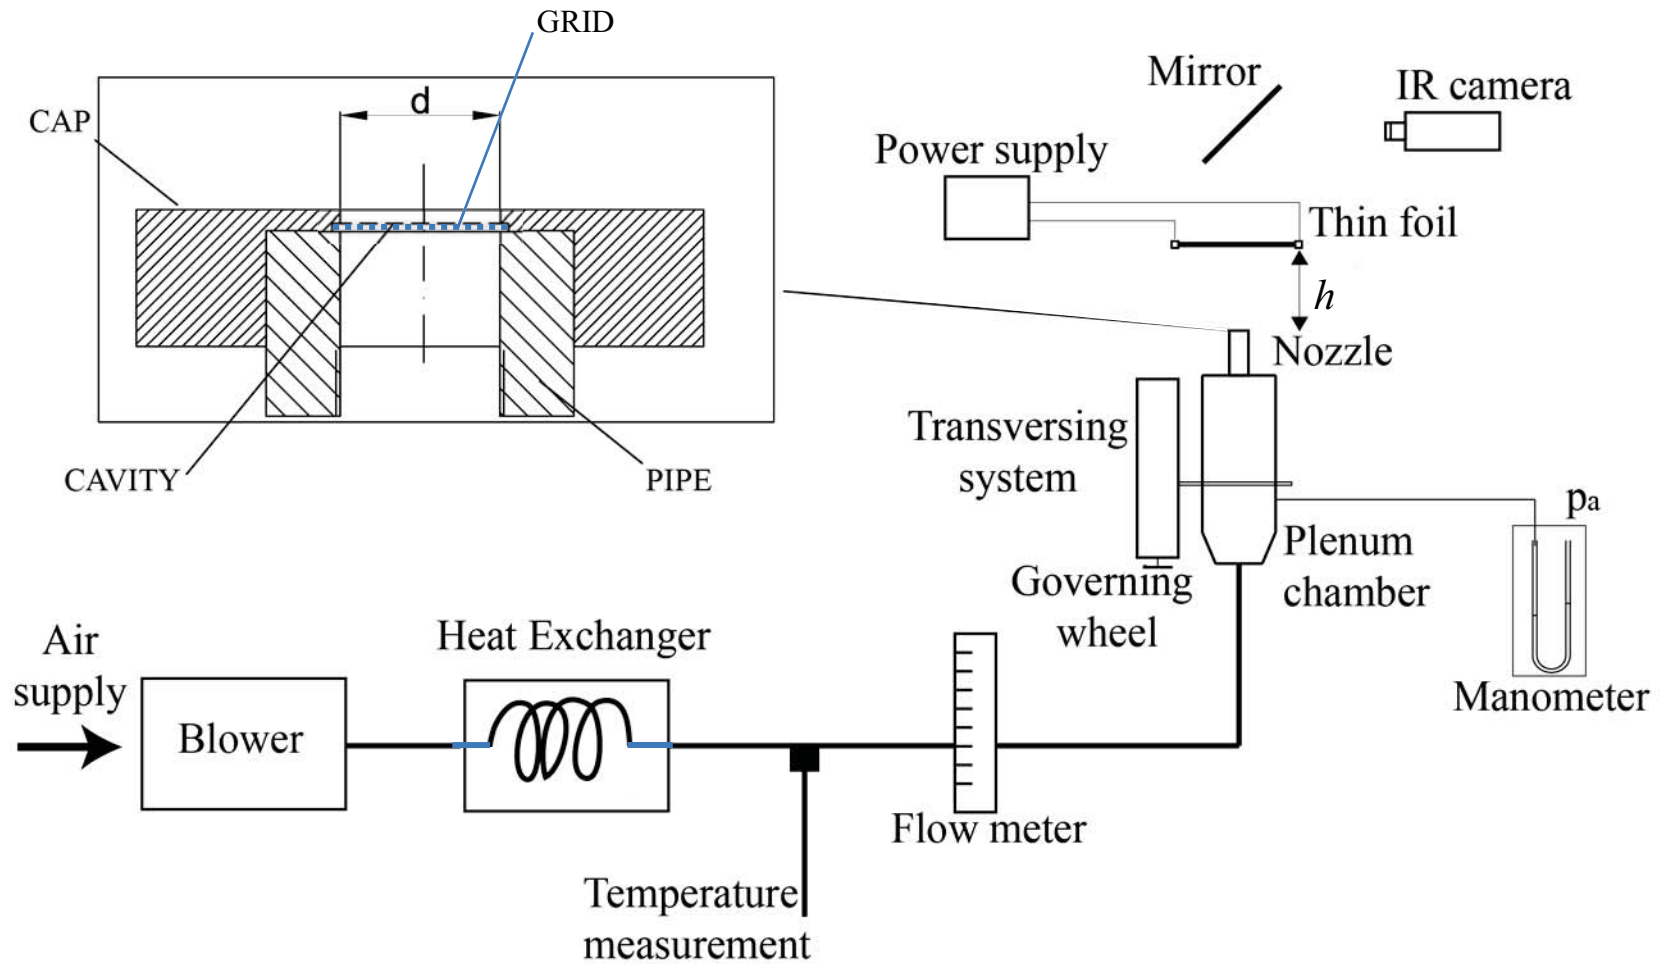 GRID
d
CAP
CAVITY
PIPE
Mirror
IR camera
Power supply
Thin foil
h
Nozzle
Transversing
system
Governing
wheel
Plenum
chamber
pa
Manometer
Air
supply
Blower
Heat Exchanger
Flow meter
Temperature
measurement